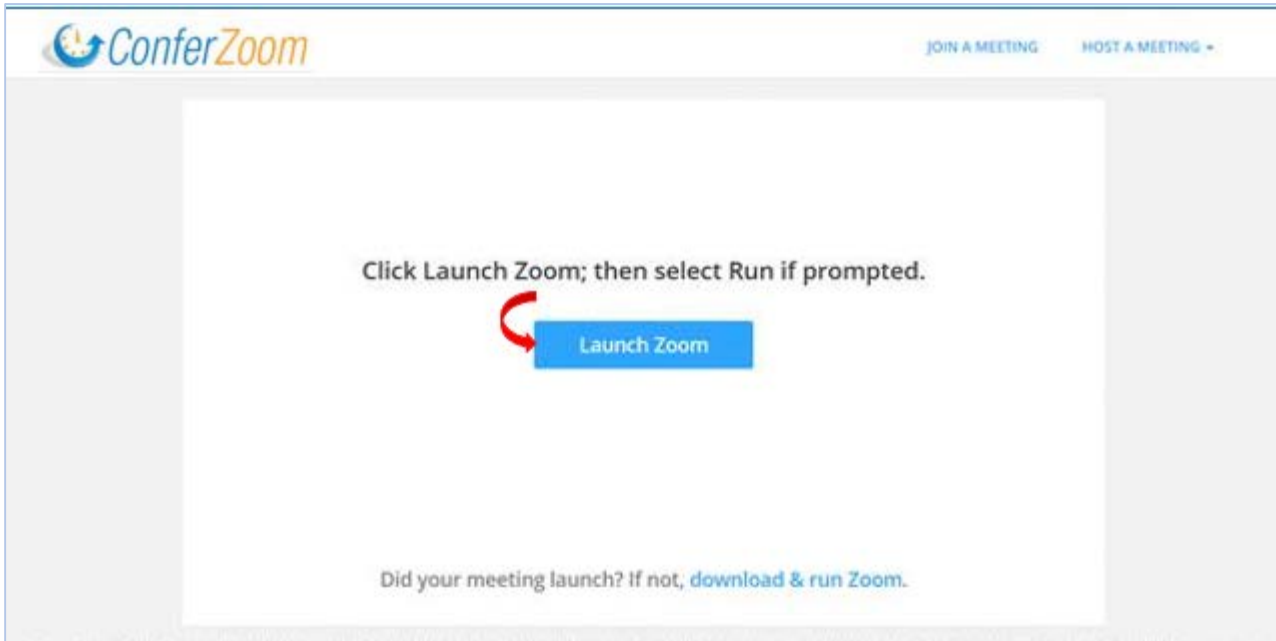 ConferZoom
JOIN A MEETING
HOST A MEETING
Click Launch Zoom; then select Run if prompted.
Launch Zoom
Did your meeting launch? If not, download & run Zoom.